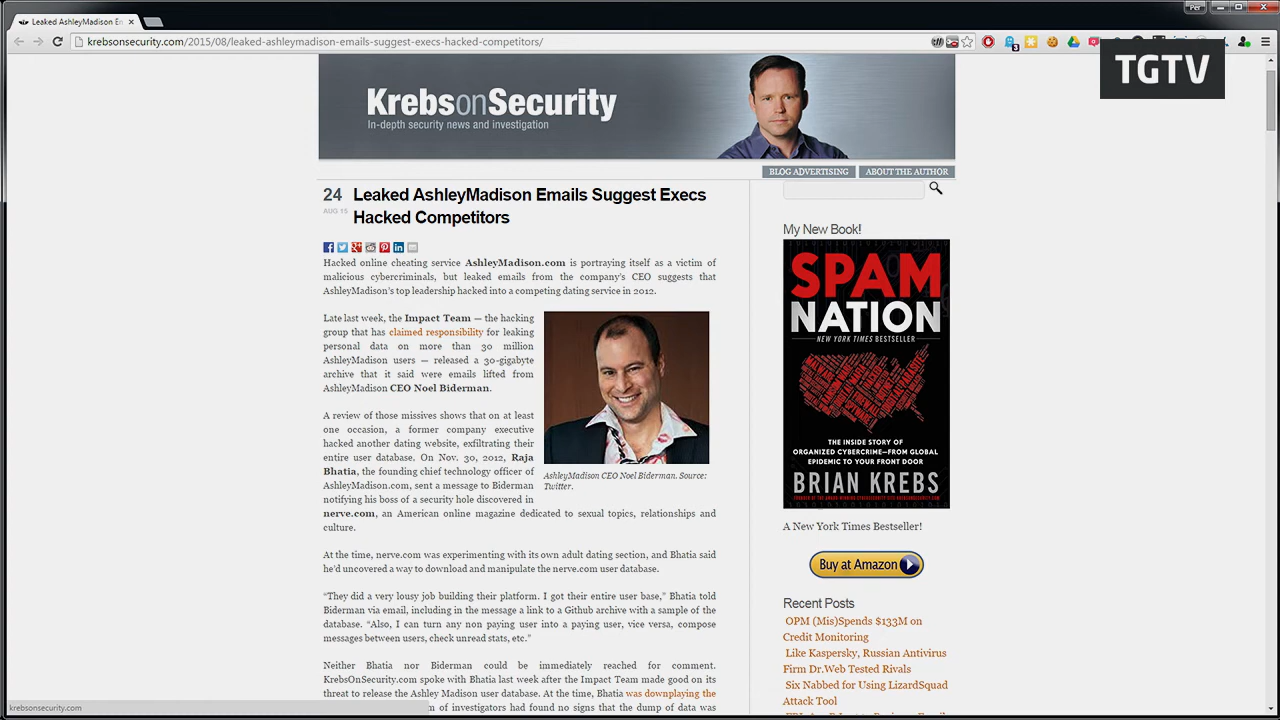 Leaked AshleyMadison En
Per
krebsonsecurity.com/2015/08/leaked-ashleymadison-emails-suggest-execs-hacked-competitors/
TGTV
KrebsonSecurity
In-depth security news and investigation
BLOG ADVERTISING
ABOUT THE AUTHOR
24
AUG 15
Leaked AshleyMadison Emails Suggest Execs
Hacked Competitors
Hacked online cheating service AshleyMadison.com is portraying itself as a victim of
malicious cybercriminals, but leaked emails from the company's CEO suggests that
AshleyMadison's top leadership hacked into a competing dating service in 2012.
Late last week, the Impact Team — the hacking
group that has claimed responsibility for leaking
personal data on more than 30 million
AshleyMadison users — released a 30-gigabyte
archive that it said were emails lifted from
AshleyMadison CEO Noel Biderman.
A review of those missives shows that on at least
one occasion, a former company executive
hacked another dating website, exfiltrating their
entire user database. On Nov. 30, 2012, Raja
Bhatia, the founding chief technology officer of
AshleyMadison.com, sent a message to Biderman
notifying his boss of a security hole discovered in
nerve.com, an American online magazine dedicated to sexual topics, relationships and
culture.
AshleyMadison CEO Noel Biderman. Source:
Twitter.
At the time, nerve.com was experimenting with its own adult dating section, and Bhatia said
he'd uncovered a way to download and manipulate the nerve.com user database.
“They did a very lousy job building their platform. I got their entire user base,” Bhatia told
Biderman via email, including in the message a link to a Github archive with a sample of the
database. “Also, I can turn any non paying user into a paying user, vice versa, compose
messages between users, check unread stats, etc.”
Neither Bhatia nor Biderman could be immediately reached for comment.
KrebsOnSecurity.com spoke with Bhatia last week after the Impact Team made good on its
threat to release the Ashley Madison user database. At the time, Bhatia was downplaying the
of investigators had found no signs that the dump of data was
My New Book!
SPAM
NATION
NEW YORK TIMES BESTSELLER
THE INSIDE STORY OF
ORGANIZED CYBERCRIME—FROM GLOBAL
EPIDEMIC TO YOUR FRONT DOOR
BRIAN KREBS
A New York Times Bestseller!
Buy at Amazon
Recent Posts
OPM (Mis)Spends $133M on
Credit Monitoring
Like Kaspersky, Russian Antivirus
Firm Dr.Web Tested Rivals
Six Nabbed for Using LizardSquad
Attack Tool
krebsonsecurity.com